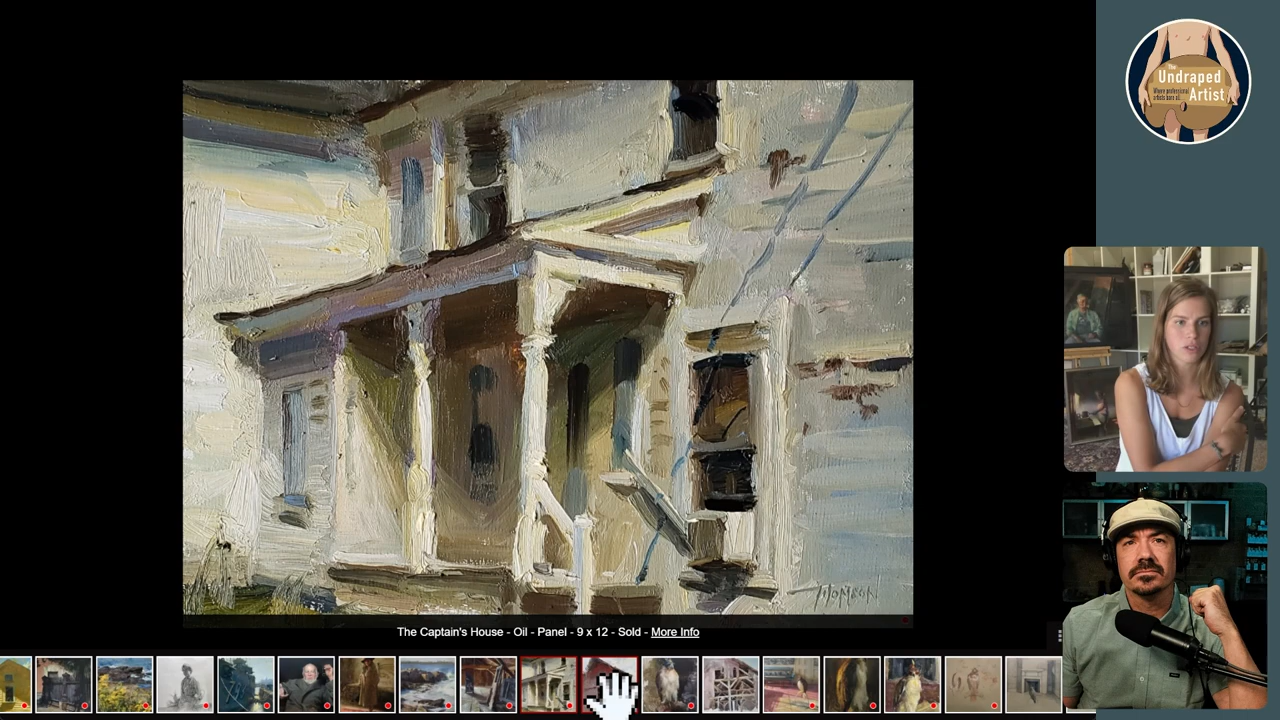 The
Undraped
Where professional
artists bare all.
Artist
The Captain's House - Oil - Panel - 9 x 12 - Sold - More Info